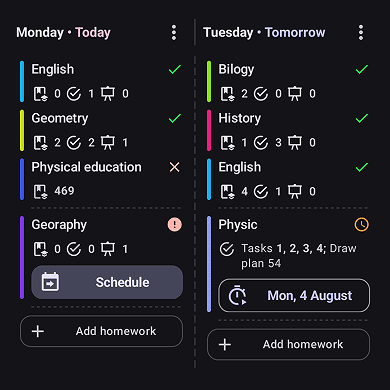 Monday • Today
English
0 1 0
Geometry
2 2 1
Physical education
469
Georaphy
0 0 1
Schedule
Add homework
Tuesday • Tomorrow
Bilogy
2 0 0
History
1 3 0
English
4 1 0
Physic
Tasks 1, 2, 3, 4; Draw
plan 54
Mon, 4 August
Add homework